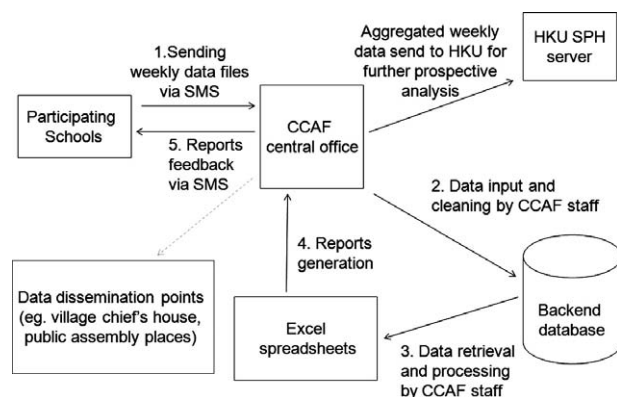 1.Sending
weekly data files
via SMS
Aggregated weekly
data send to HKU for
further prospective
analysis
HKU SPH
server
Participating
Schools
CCAF
central office
5. Reports
feedback
via SMS
2. Data input and
cleaning by CCAF staff
4. Reports
generation
Data dissemination points
(eg. village chief's house,
public assembly places)
Excel
spreadsheets
Backend
database
3. Data retrieval
and processing
by CCAF staff